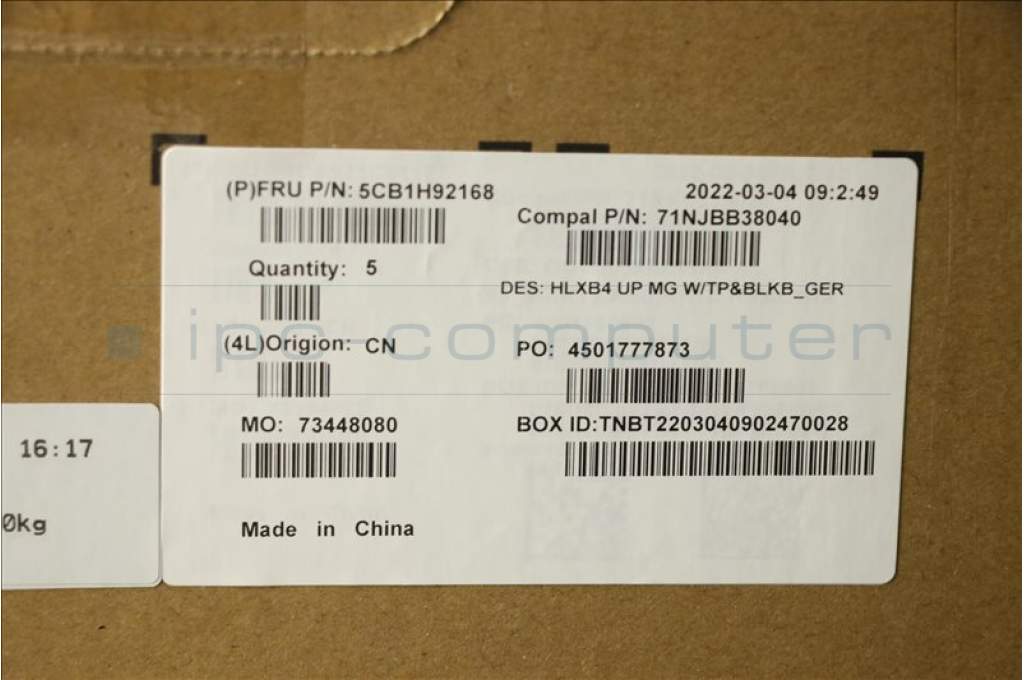 (P)FRU P/N: 5CB1H92168
2022-03-04 09:2:49
Compal P/N: 71NJBB38040
Quantity: 5
DES: HLXB4 UP MG W/TP&BLKB_GER
ipc-computer
(4L)Origion: CN
PO: 4501777873
MO: 73448080
BOX ID:TNBT2203040902470028
Made in China
16:17
0kg